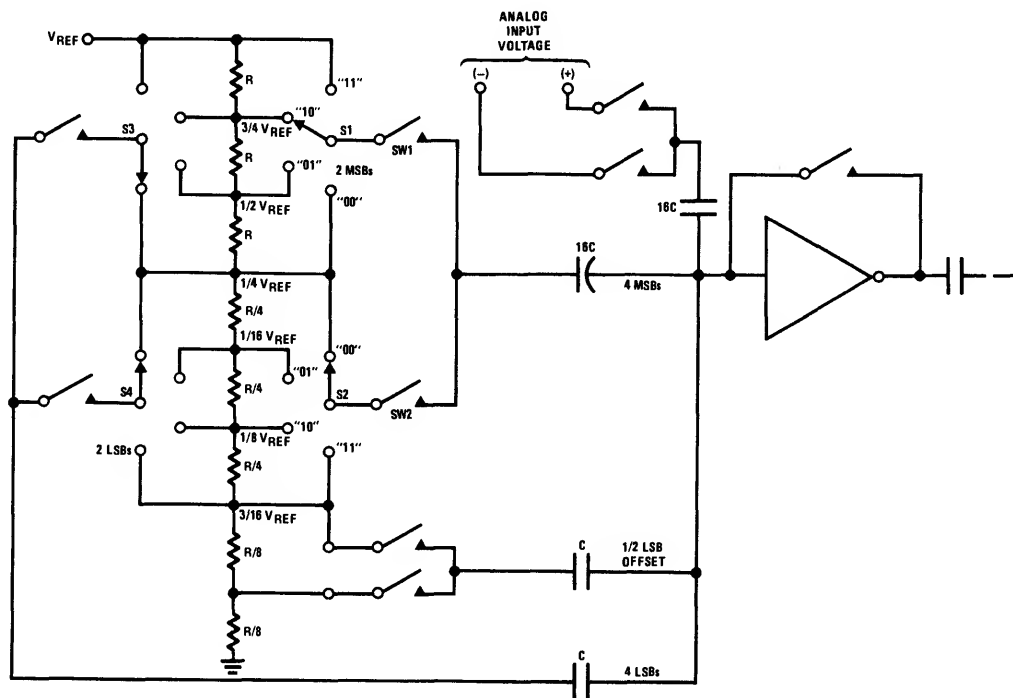 ANALOG
INPUT
VOLTAGE
VREF
(−)
(+)
R
"11"
"10"
3/4 VREF
S1
S3
SW1
R
"01"
2 MSBs
1/2 VREF
"00"
R
16C
16C
4 MSBs
1/4 VREF
R/4
1/16 VREF
"00"
"01"
S4
R/4
S2
SW2
"10"
1/8 VREF
2 LSBs
"11"
R/4
3/16 VREF
R/8
C
1/2 LSB
OFFSET
R/8
C
4 LSBs